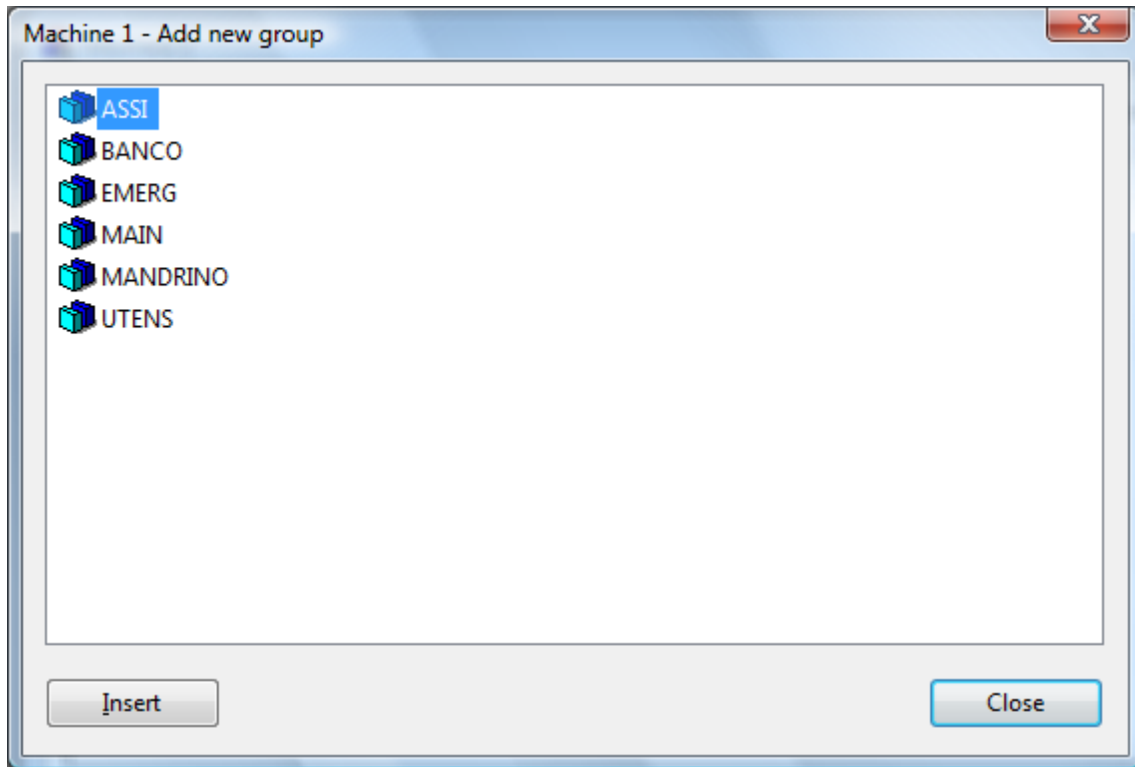 Machine 1 - Add new group
ASSI
BANCO
EMERG
MAIN
MANDRINO
UTENS
Insert Close